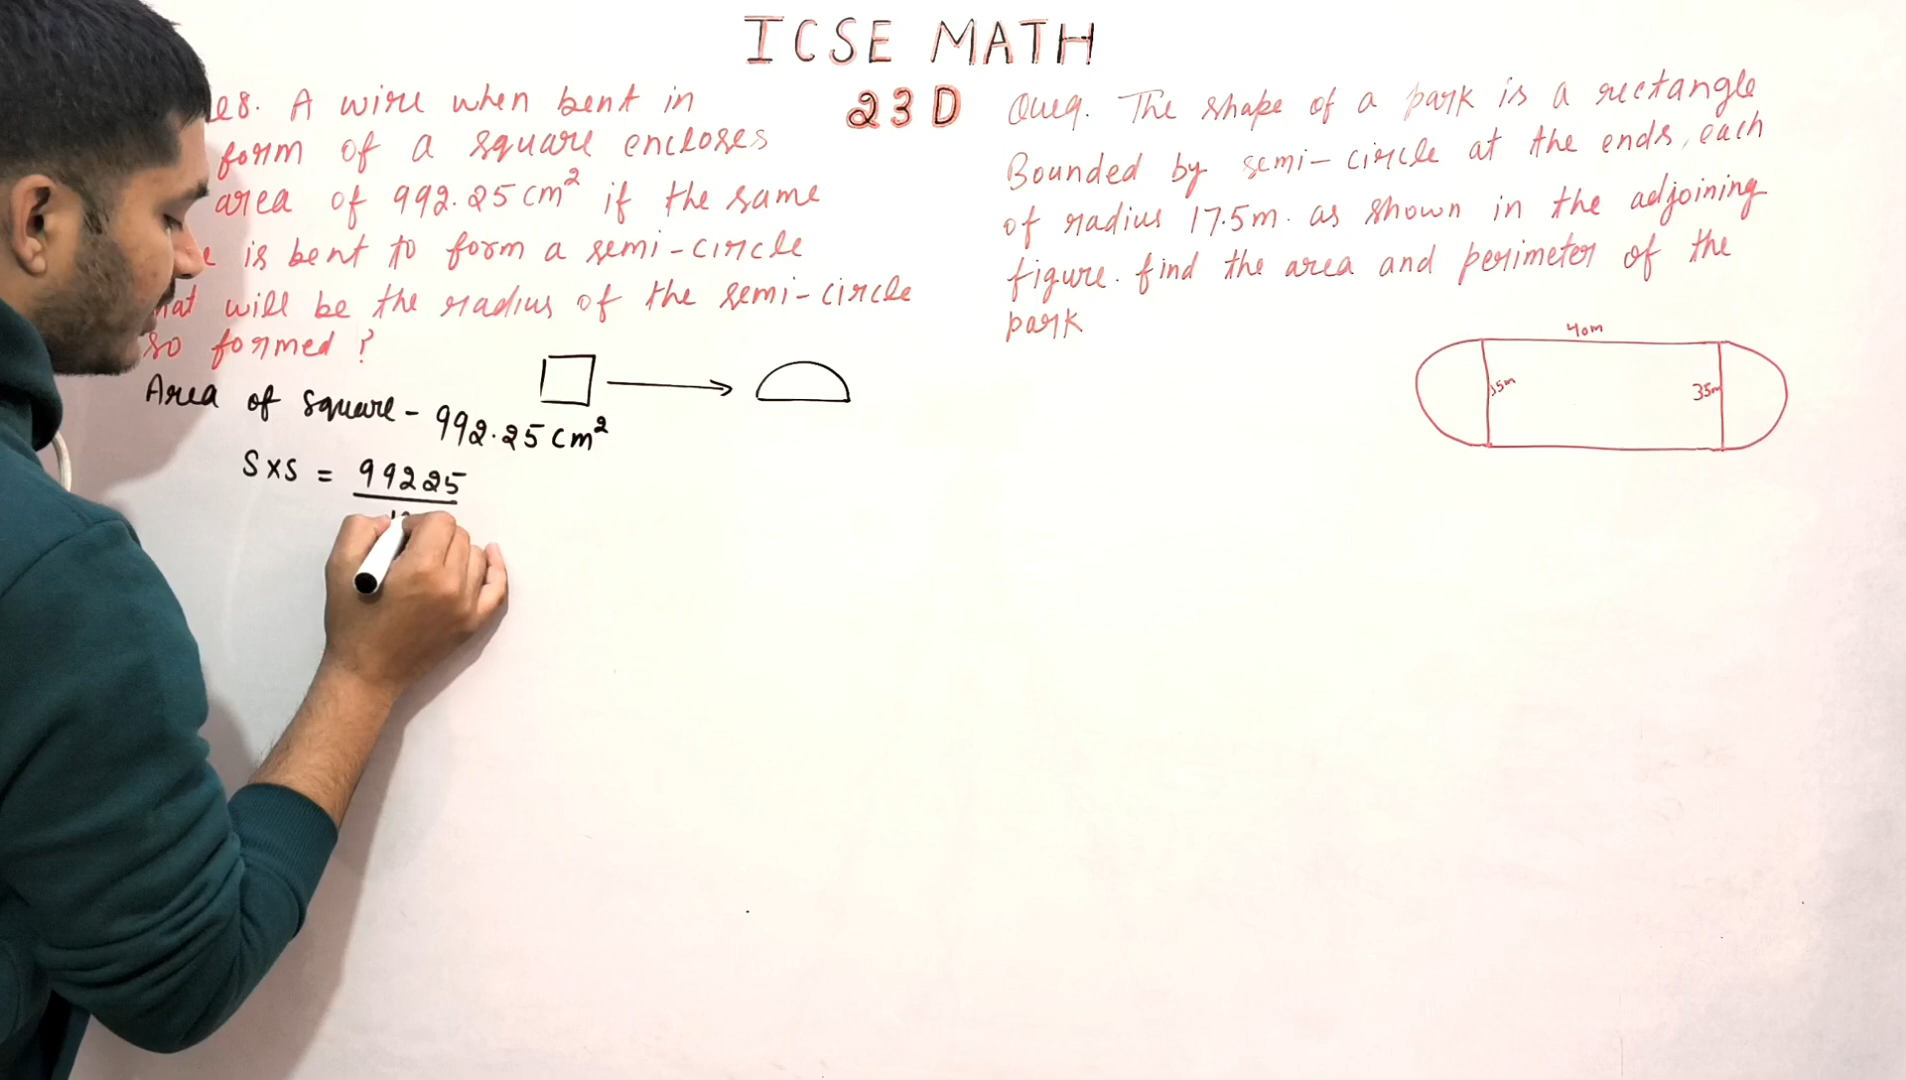 ICSE MATH
23D
e8. A wire when bent in
form of a square encloses
area of 992.25 cm² if the same
e is bent to form a semi-circle
hat will be the radius of the semi-circle
so formed ?
Area of square - 992.25 cm²
S×S = 99225
Que9. The shape of a park is a rectangle
Bounded by semi-circle at the ends, each
of radius 17.5m. as shown in the adjoining
figure. find the area and perimeter of the
park
40m
35m 35m